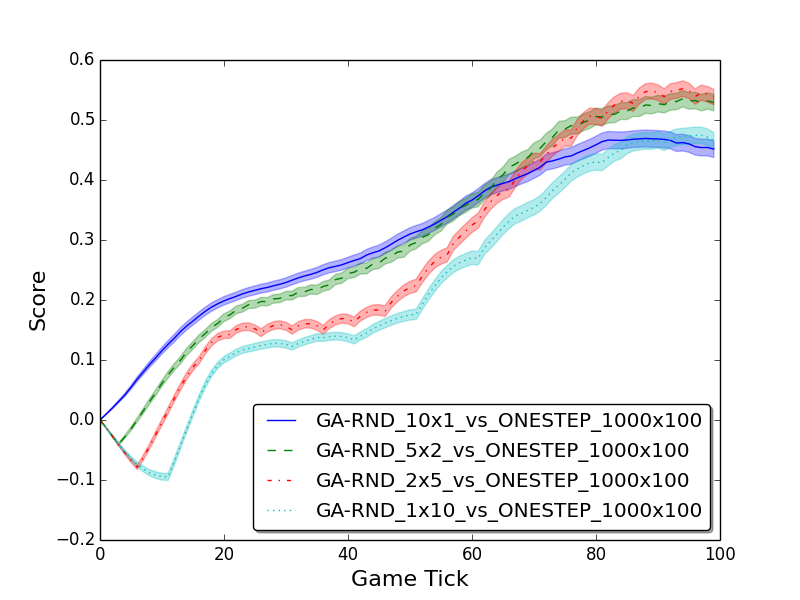 0.6
0.5
0.4
0.3
0.2
0.1
0.0
−0.1
−0.2
Score
0 20 40 60 80 100
Game Tick
GA-RND_10x1_vs_ONESTEP_1000x100
GA-RND_5x2_vs_ONESTEP_1000x100
GA-RND_2x5_vs_ONESTEP_1000x100
GA-RND_1x10_vs_ONESTEP_1000x100